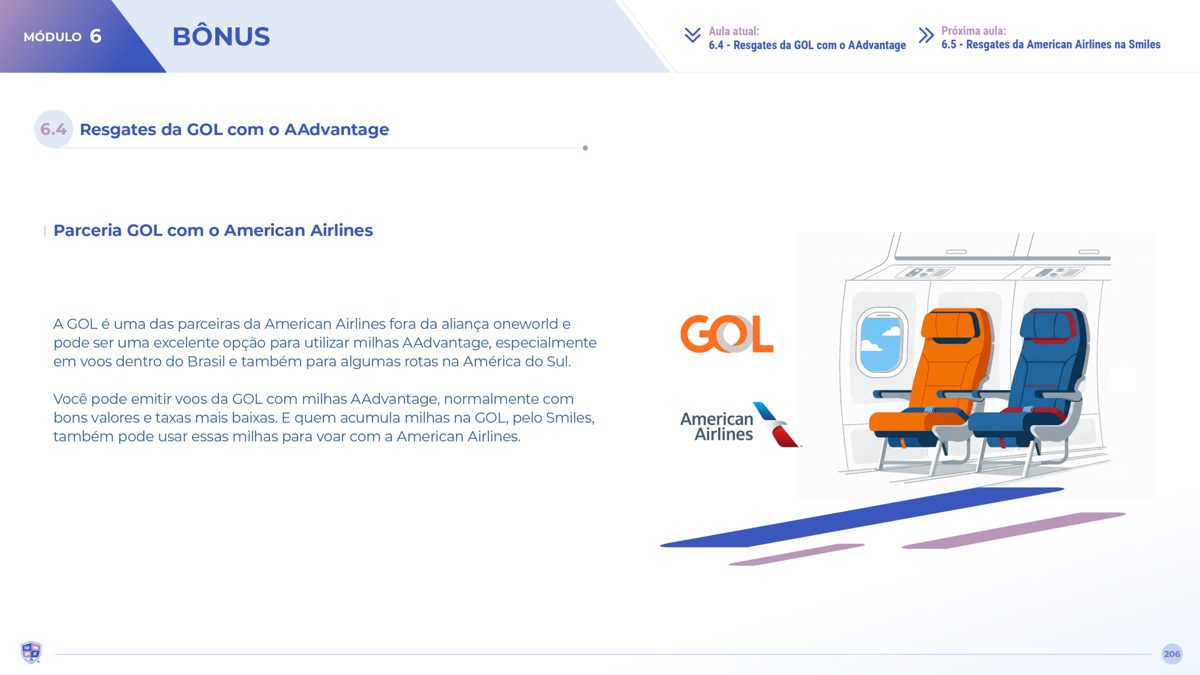 MÓDULO 6
BÔNUS
Aula atual:
6.4 - Resgates da GOL com o AAdvantage
Próxima aula:
6.5 - Resgates da American Airlines na Smiles
6.4 Resgates da GOL com o AAdvantage
Parceria GOL com o American Airlines
A GOL é uma das parceiras da American Airlines fora da aliança oneworld e
pode ser uma excelente opção para utilizar milhas AAdvantage, especialmente
em voos dentro do Brasil e também para algumas rotas na América do Sul.
Você pode emitir voos da GOL com milhas AAdvantage, normalmente com
bons valores e taxas mais baixas. E quem acumula milhas na GOL, pelo Smiles,
também pode usar essas milhas para voar com a American Airlines.
GOL
American
Airlines
206